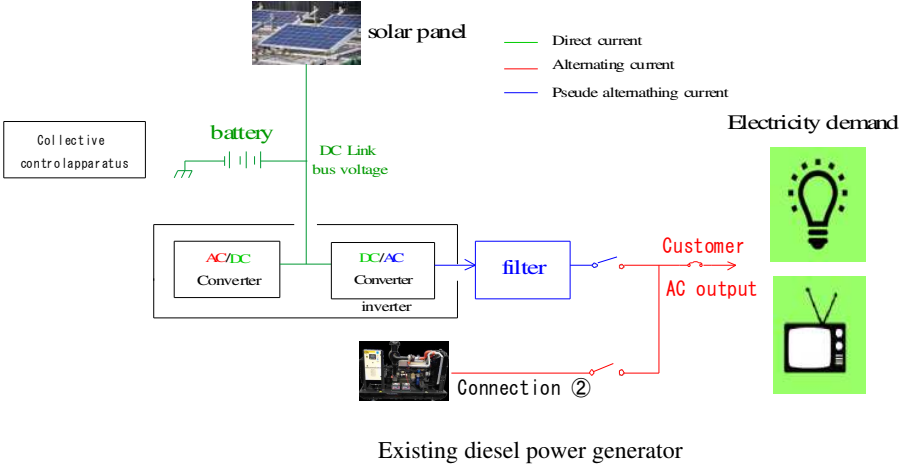 solar panel
Direct current
Alternating current
Pseude alternathing current
Electricity demand
Collective
controlapparatus
battery
DC Link
bus voltage
AC/DC
Converter
DC/AC
Converter
inverter
filter
Customer
AC output
Connection ②
Existing diesel power generator